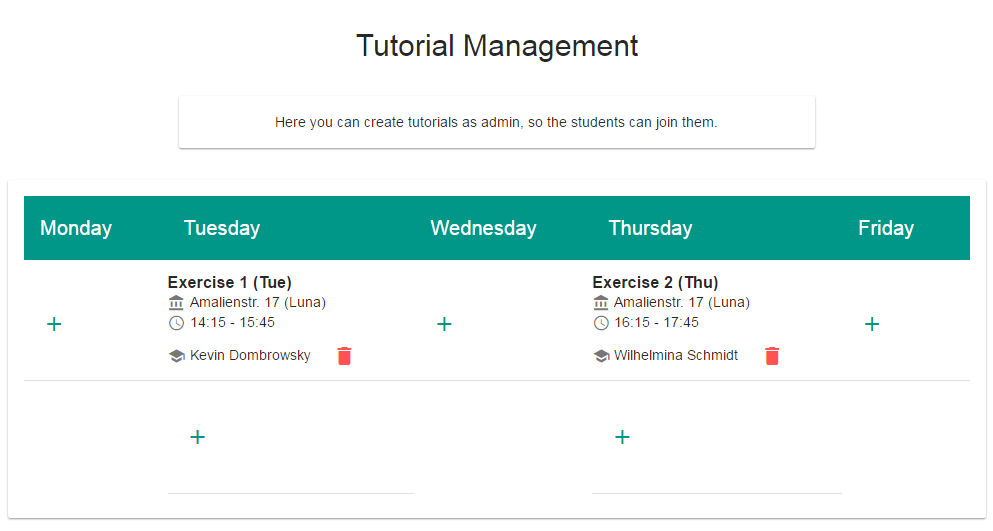 Tutorial Management
Here you can create tutorials as admin, so the students can join them.
Monday Tuesday Wednesday Thursday Friday
Exercise 1 (Tue)
Amalienstr. 17 (Luna)
14:15 - 15:45
Kevin Dombrowsky
Exercise 2 (Thu)
Amalienstr. 17 (Luna)
16:15 - 17:45
Wilhelmina Schmidt